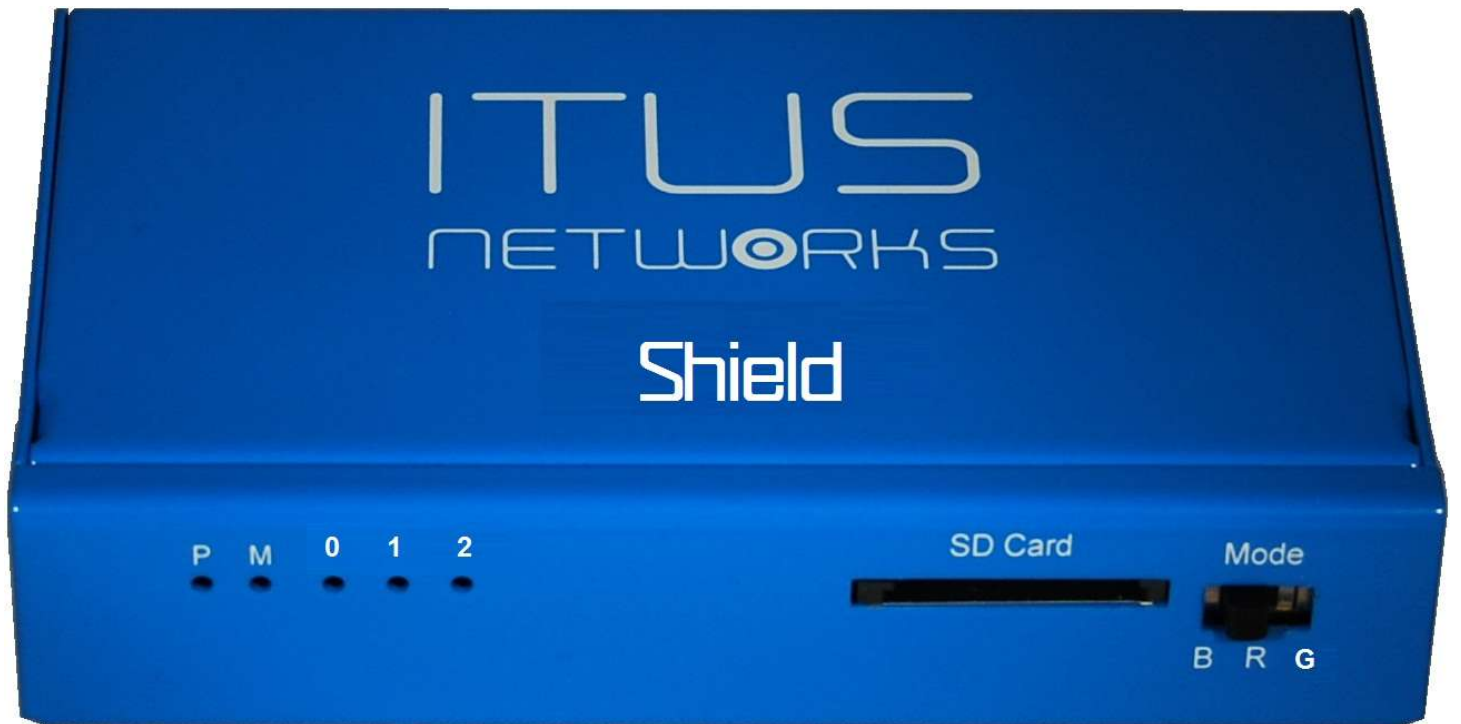 ITUS
NETWORKS
Shield
P M 0 1 2
SD Card
Mode
B R G